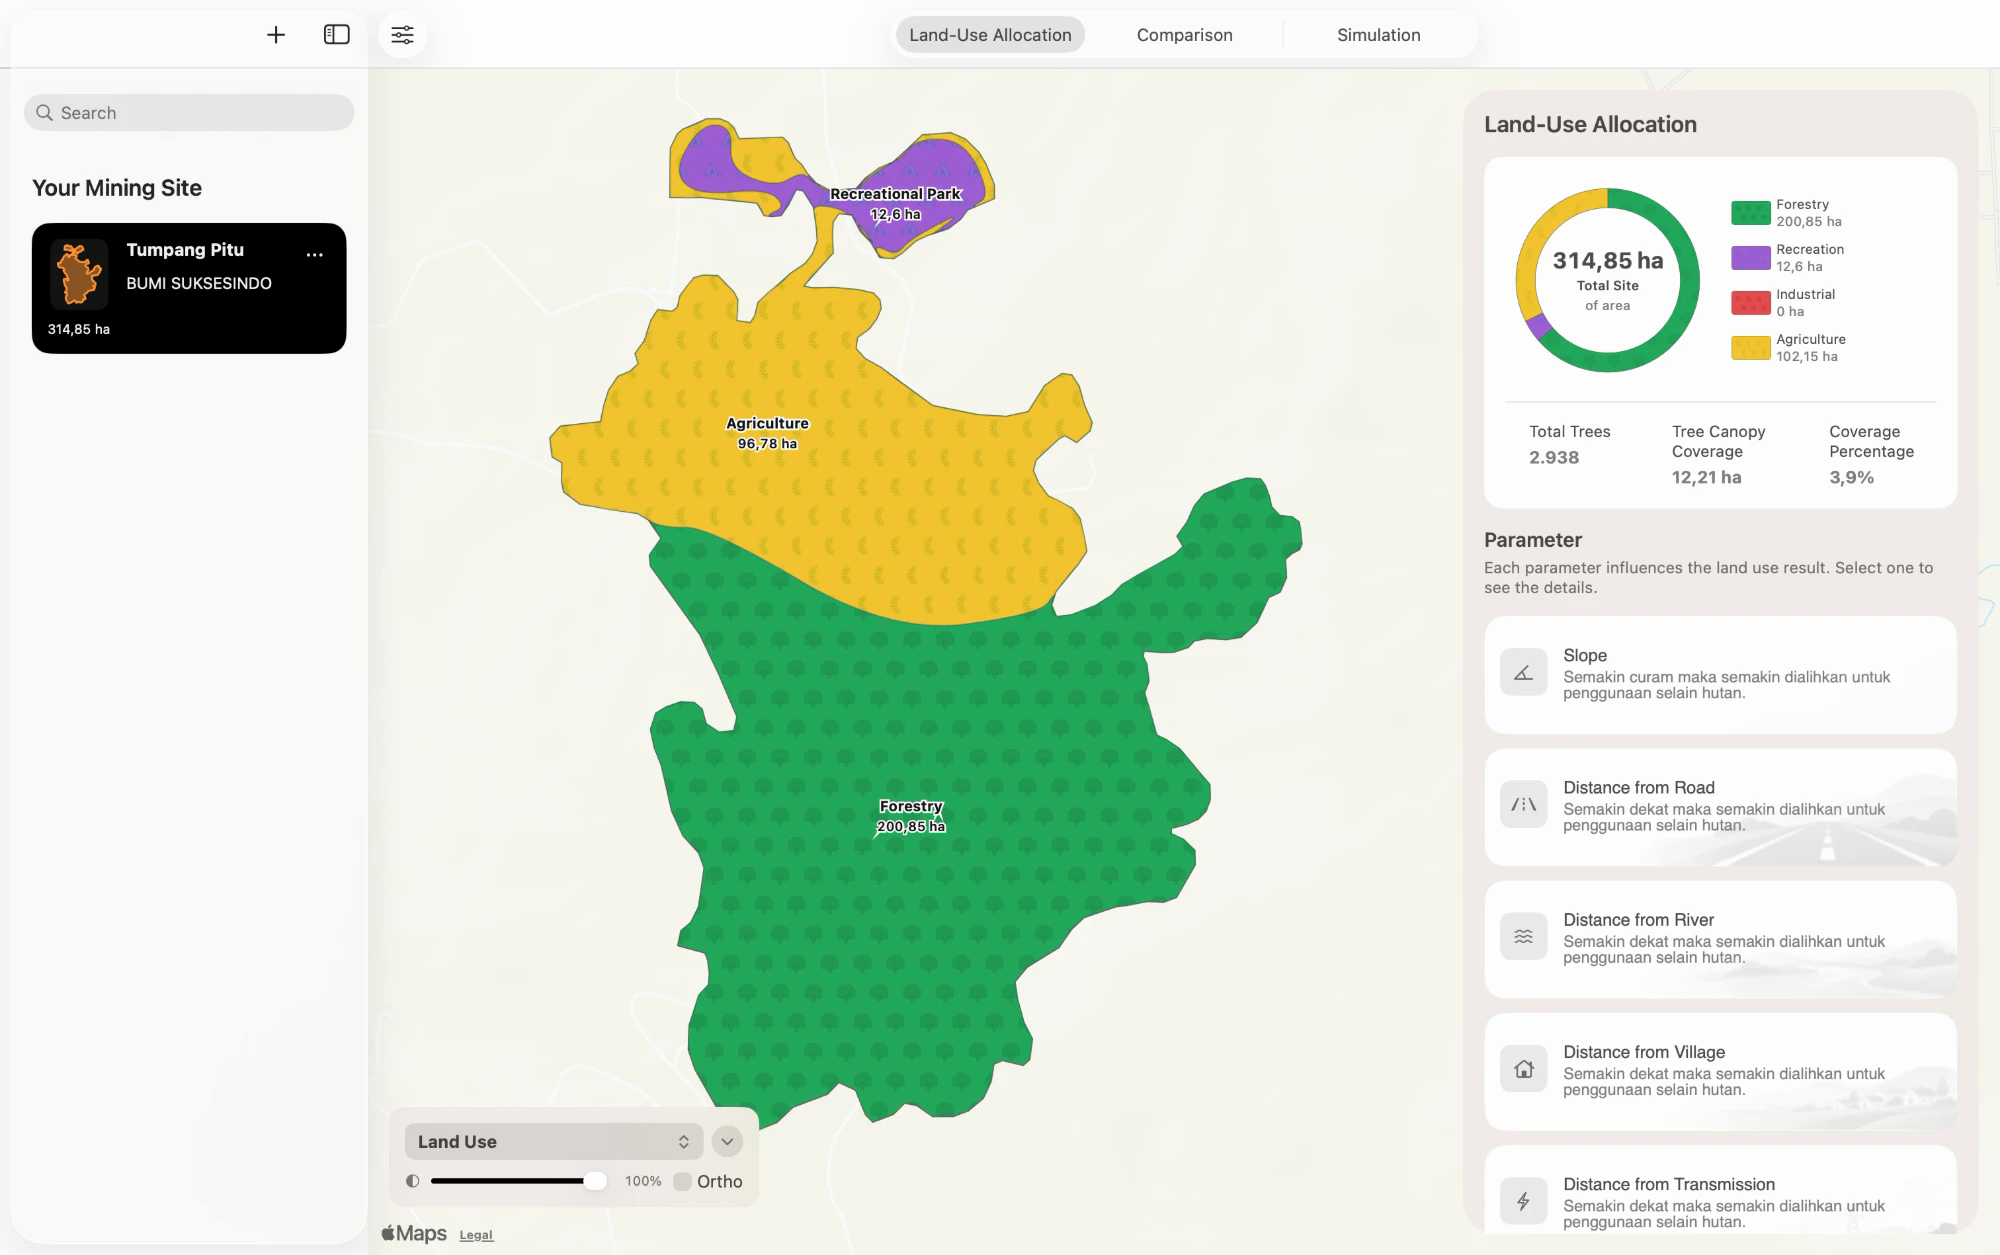 Land-Use Allocation
Comparison
Simulation
Search
Your Mining Site
Tumpang Pitu
BUMI SUKSESINDO
314,85 ha
Recreational Park
12,6 ha
Agriculture
96,78 ha
Forestry
200,85 ha
Land Use
100%
Ortho
Maps
Legal
Land-Use Allocation
314,85 ha
Total Site
of area
Forestry
200,85 ha
Recreation
12,6 ha
Industrial
0 ha
Agriculture
102,15 ha
Total Trees
2.938
Tree Canopy
Coverage
12,21 ha
Coverage
Percentage
3,9%
Parameter
Each parameter influences the land use result. Select one to
see the details.
Slope
Semakin curam maka semakin dialihkan untuk
penggunaan selain hutan.
Distance from Road
Semakin dekat maka semakin dialihkan untuk
penggunaan selain hutan.
Distance from River
Semakin dekat maka semakin dialihkan untuk
penggunaan selain hutan.
Distance from Village
Semakin dekat maka semakin dialihkan untuk
penggunaan selain hutan.
Distance from Transmission
Semakin dekat maka semakin dialihkan untuk
penggunaan selain hutan.